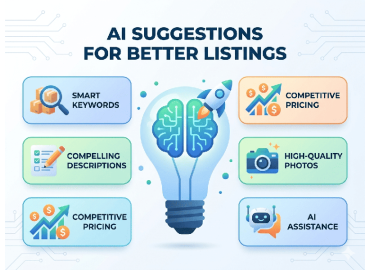 AI SUGGESTIONS
FOR BETTER LISTINGS
SMART
KEYWORDS
COMPELLING
DESCRIPTIONS
COMPETITIVE
PRICING
COMPETITIVE
PRICING
HIGH-QUALITY
PHOTOS
AI
ASSISTANCE